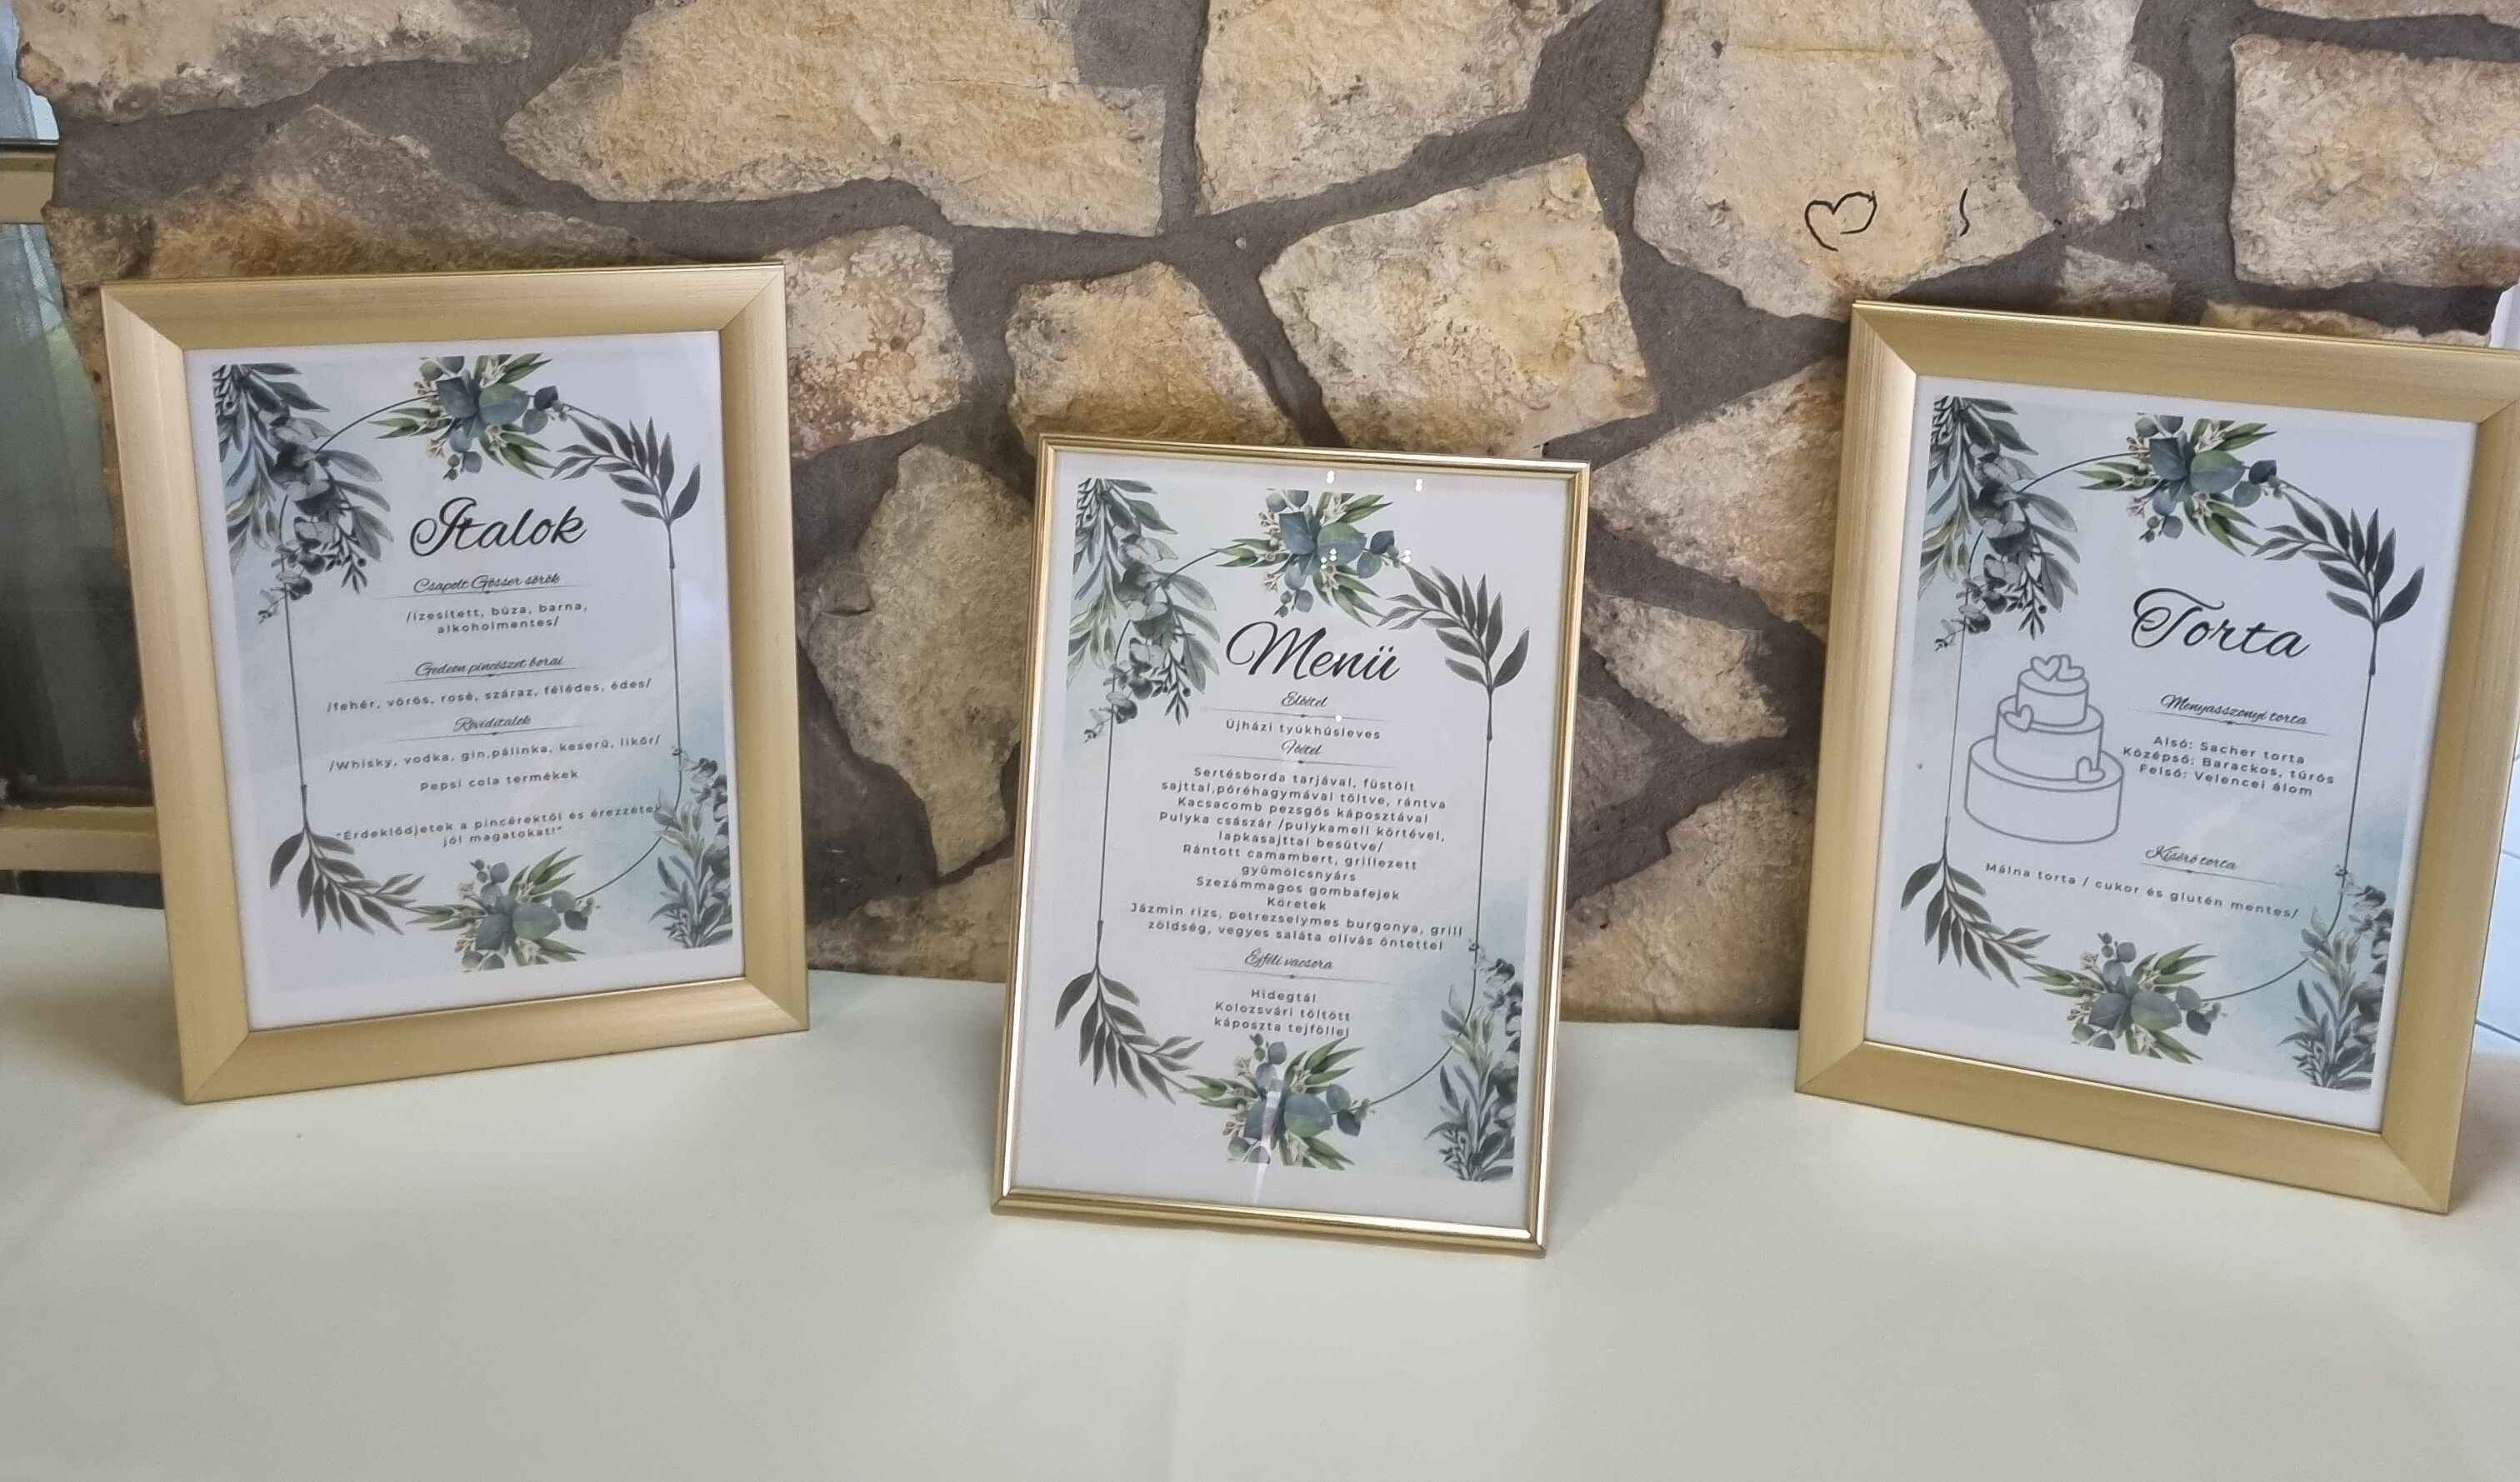 Italok
Csapolt Gösser sörök
/ízesített, búza, barna,
alkoholmentes/
Gedeon pincészet borai
/fehér, vörös, rosé, száraz, félédes, édes/
Röviditalok
/Whisky, vodka, gin,pálinka, keserű, likőr/
Pepsi cola termékek
"Érdeklődjetek a pincérektől és érezzétek
jól magatokat!"
Menü
Előétel
Újházi tyúkhúsleves
Főétel
Sertésborda tarjával, füstölt
sajttal,póréhagymával töltve, rántva
Kacsacomb pezsgős káposztával
Pulyka császár /pulykamell körtével,
lapkasajttal besütve/
Rántott camambert, grillezett
gyümölcsnyárs
Szezámmagos gombafejek
Köretek
Jázmin rizs, petrezselymes burgonya, grill
zöldség, vegyes saláta olívás öntettel
Éjféli vacsora
Hidegtál
Kolozsvári töltött
káposzta tejföllel
Torta
Menyasszonyi torta
Alsó: Sacher torta
Középső: Barackos, túrós
Felső: Velencei álom
Kísérő torta
Málna torta / cukor és glutén mentes/